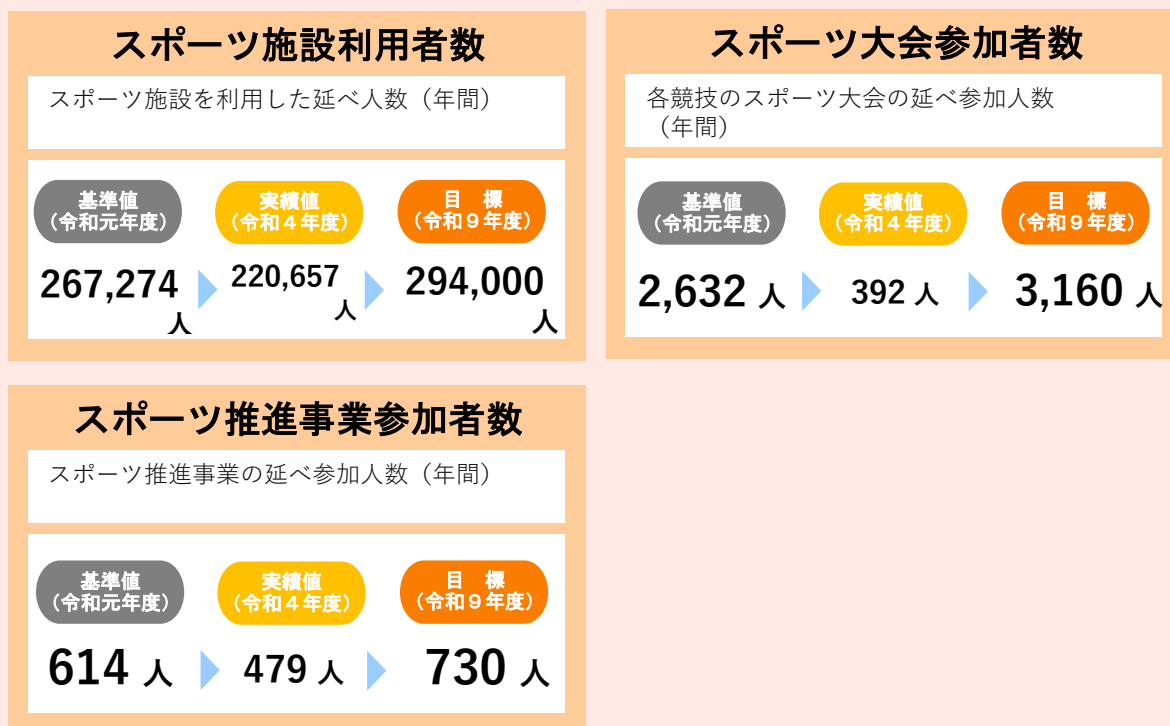 スポーツ施設利用者数
スポーツ施設を利用した延べ人数（年間）
基準値
（令和元年度）
実績値
（令和４年度）
目　標
（令和９年度）
267,274
人
220,657
人
294,000
人
スポーツ大会参加者数
各競技のスポーツ大会の延べ参加人数
（年間）
基準値
（令和元年度）
実績値
（令和４年度）
目　標
（令和９年度）
2,632 人
392 人
3,160 人
スポーツ推進事業参加者数
スポーツ推進事業の延べ参加人数（年間）
基準値
（令和元年度）
実績値
（令和４年度）
目　標
（令和９年度）
614 人
479 人
730 人